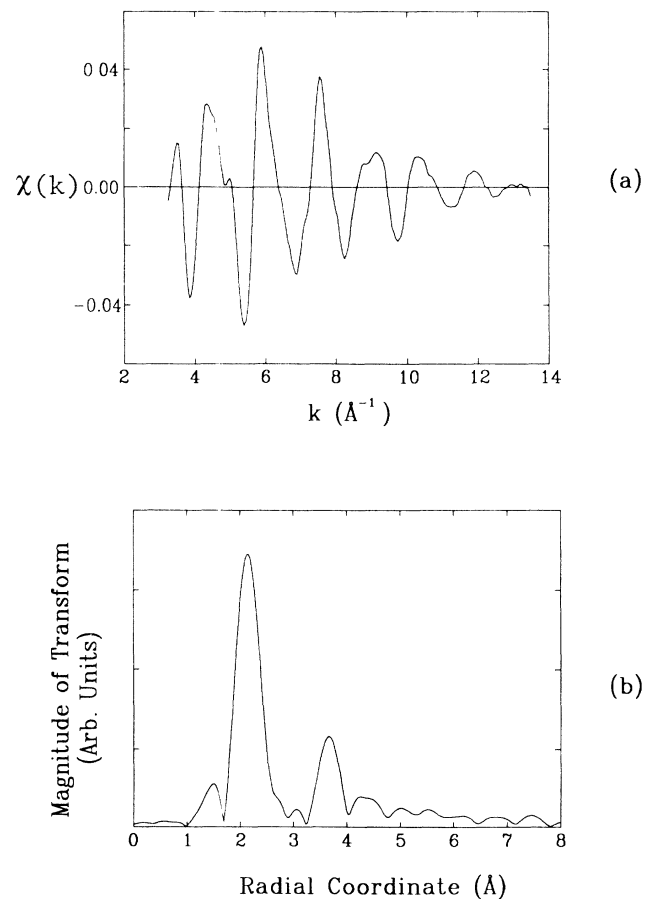 0.04
χ(k) 0.00
−0.04
(a)
2 4 6 8 10 12 14
k (Å⁻¹)
Magnitude of Transform
(Arb. Units)
(b)
0 1 2 3 4 5 6 7 8
Radial Coordinate (Å)